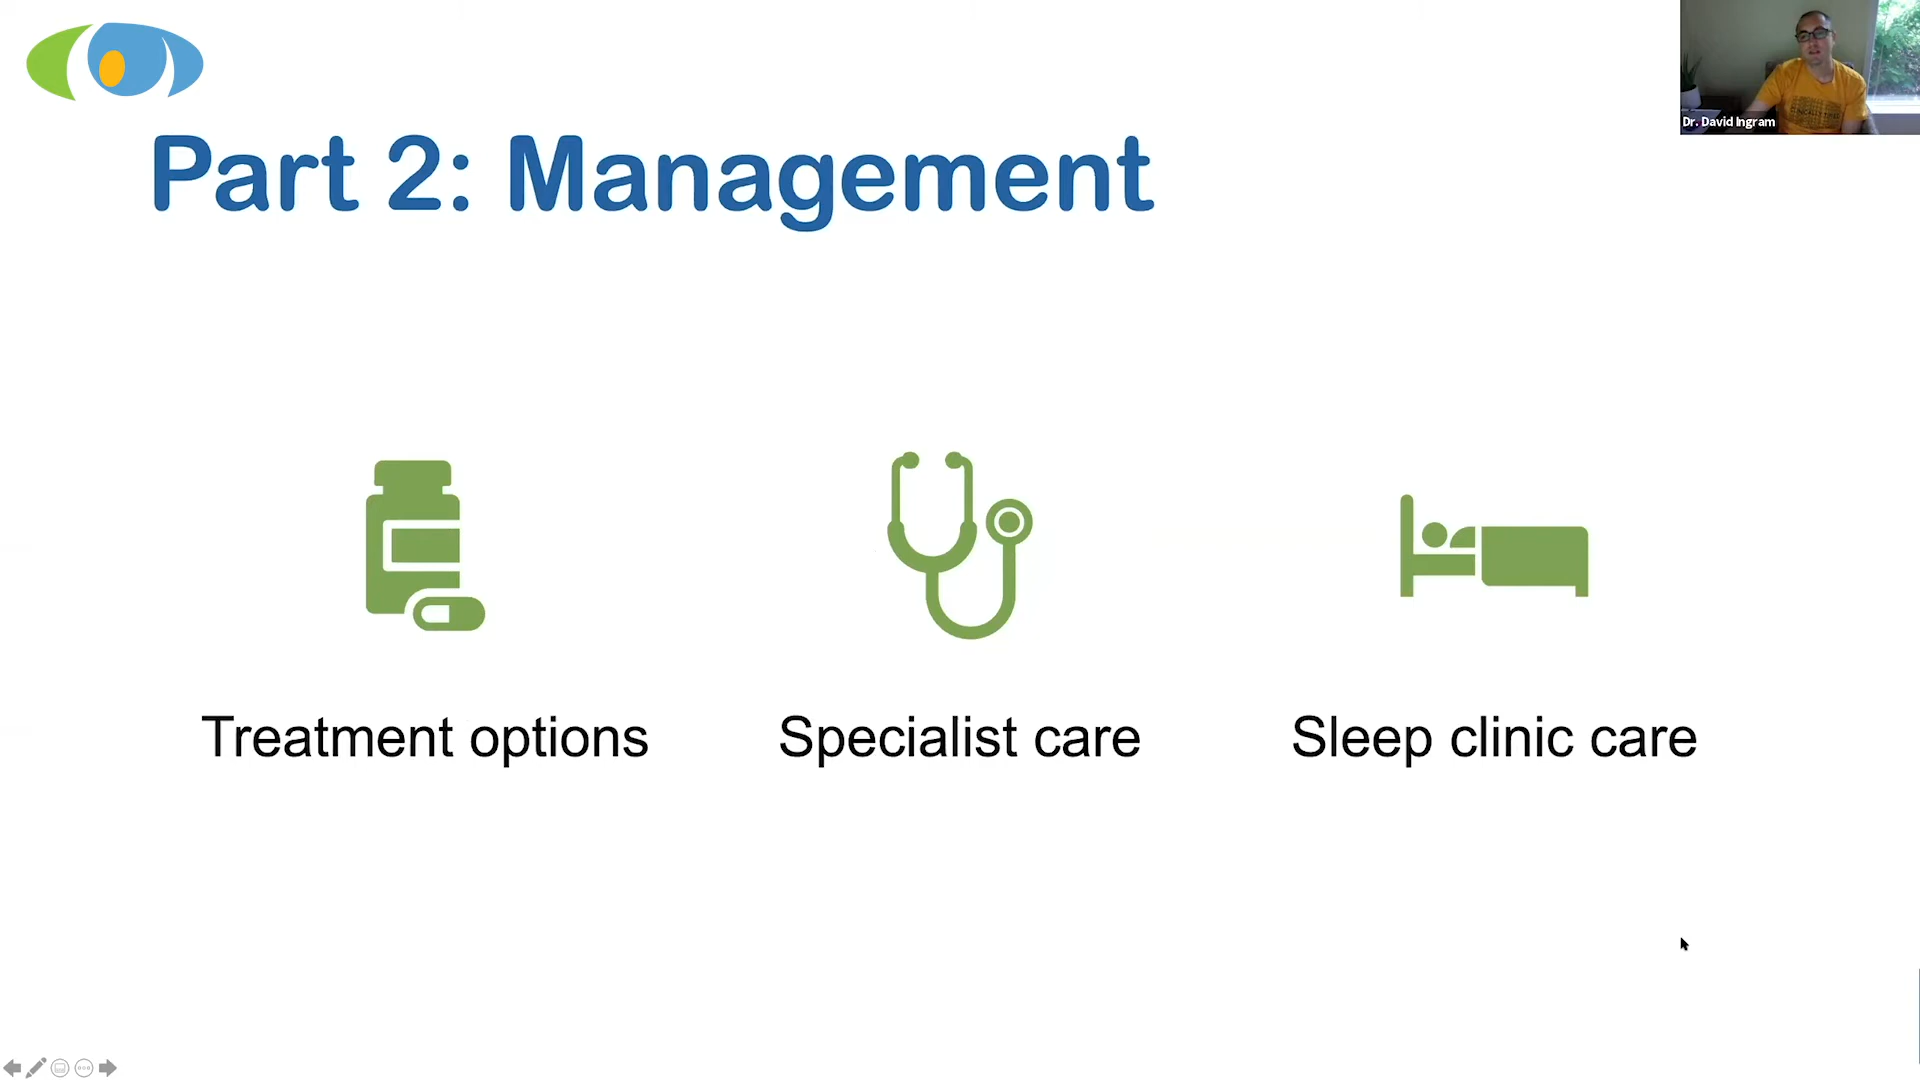 Part 2: Management
Dr. David Ingram
Treatment options
Specialist care
Sleep clinic care